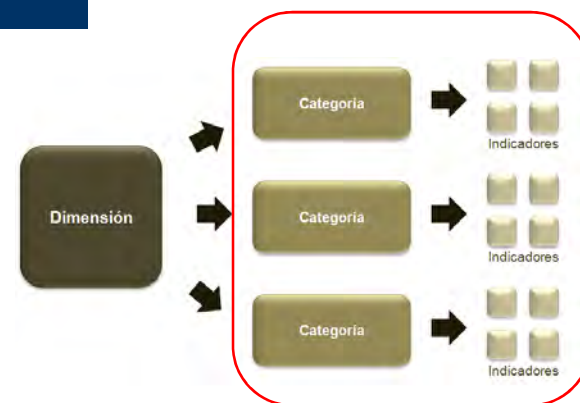 Categoría
Indicadores
Dimensión
Categoría
Indicadores
Categoría
Indicadores